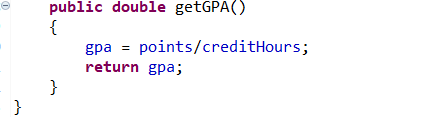 public double getGPA()
{
gpa = points/creditHours;
return gpa;
}
}